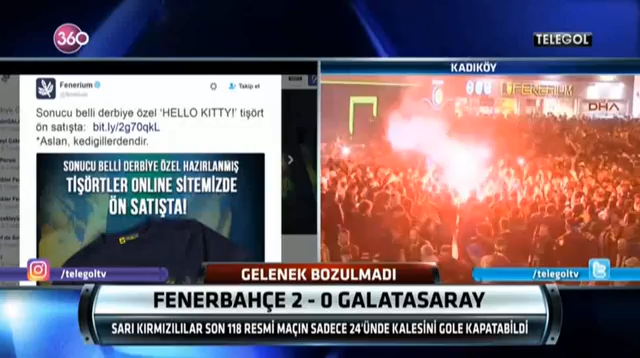 360
TELEGOL
Fenerium
Takip et
Sonucu belli derbiye özel 'HELLO KITTY!' tişört
ön satışta: bit.ly/2g70qkL
*Aslan, kedigillerdendir.
SONUCU BELLİ DERBİYE ÖZEL HAZIRLANMIŞ
TİŞÖRTLER ONLINE SİTEMİZDE
ÖN SATIŞTA!
KADIKÖY
FENERIUM
DHA
/telegoltv
GELENEK BOZULMADI
/telegoltv
FENERBAHÇE 2 - 0 GALATASARAY
SARI KIRMIZILILAR SON 118 RESMİ MAÇIN SADECE 24'ÜNDE KALESİNİ GOLE KAPATABİLDİ